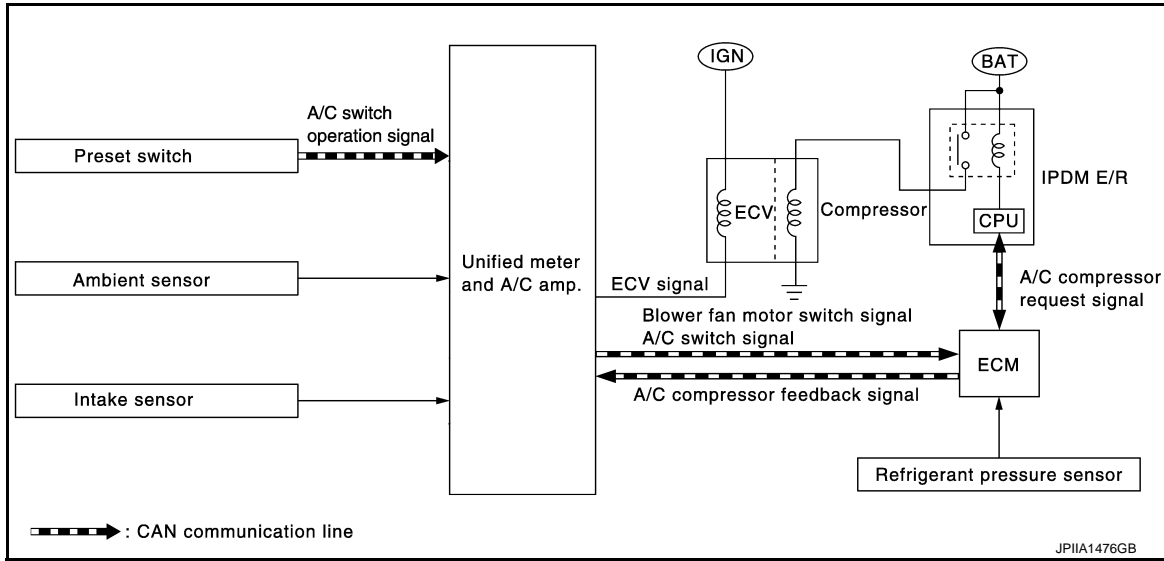 IGN
BAT
A/C switch
operation signal
Preset switch
IPDM E/R
ECV
Compressor
CPU
Ambient sensor
Unified meter
and A/C amp.
ECV signal
A/C compressor
request signal
Blower fan motor switch signal
A/C switch signal
ECM
Intake sensor
A/C compressor feedback signal
Refrigerant pressure sensor
: CAN communication line
JPIIA1476GB